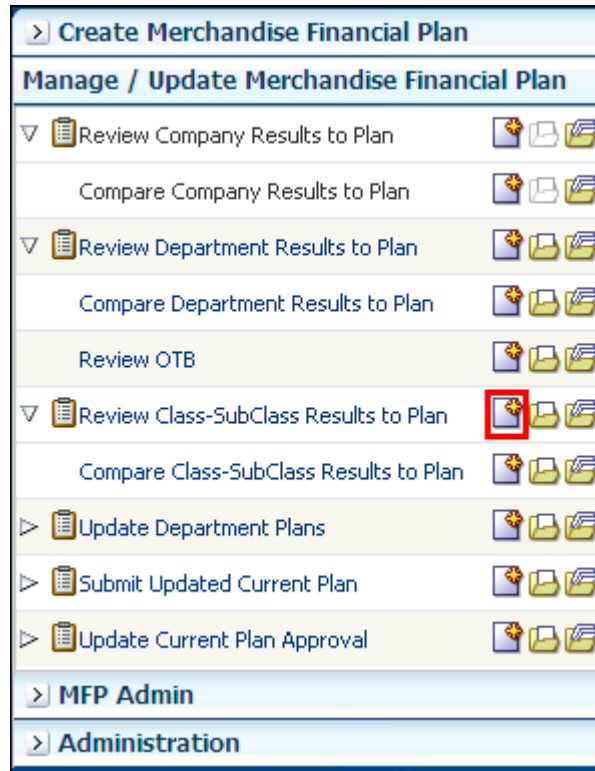 Create Merchandise Financial Plan
Manage / Update Merchandise Financial Plan
Review Company Results to Plan
Compare Company Results to Plan
Review Department Results to Plan
Compare Department Results to Plan
Review OTB
Review Class-SubClass Results to Plan
Compare Class-SubClass Results to Plan
Update Department Plans
Submit Updated Current Plan
Update Current Plan Approval
MFP Admin
Administration